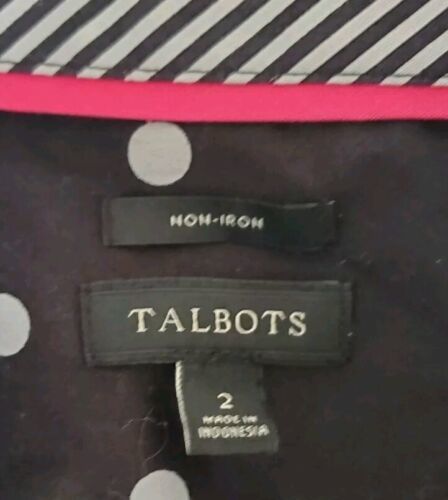 NON-IRON
TALBOTS
2
MADE IN
INDONESIA